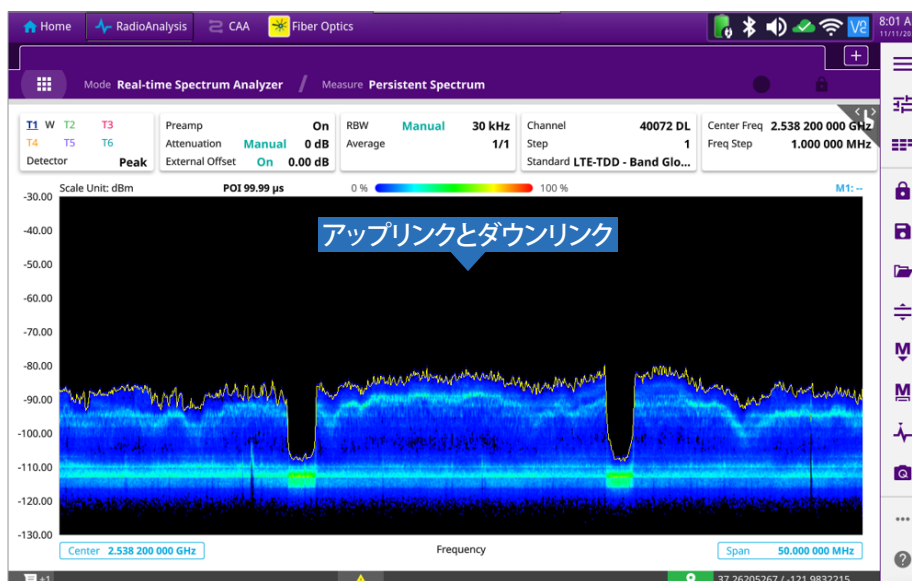 Home RadioAnalysis CAA Fiber Optics V2 8:01 A
Mode Real-time Spectrum Analyzer / Measure Persistent Spectrum
T1 W T2 T3
T4 T5 T6
Detector Peak
Preamp On
Attenuation Manual 0 dB
External Offset On 0.00 dB
RBW Manual 30 kHz
Average 1/1
Channel 40072 DL
Step 1
Standard LTE-TDD - Band Glo...
Center Freq 2.538 200 000 GHz
Freq Step 1.000 000 MHz
Scale Unit: dBm POI 99.99 µs 0 % 100 % M1: --
-30.00
アップリンクとダウンリンク
-40.00
-50.00
-60.00
-70.00
-80.00
-90.00
-100.00
-110.00
-120.00
-130.00
Center 2.538 200 000 GHz Frequency Span 50.000 000 MHz
+1 37.26205267 / -121.9832215